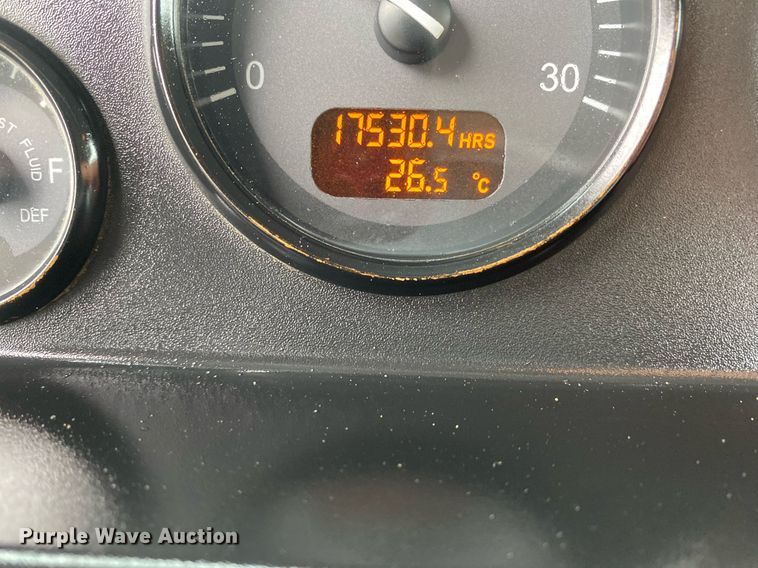 0
30
17530.4 HRS
26.5 °C
ST FLUID
F
DEF
Purple Wave Auction